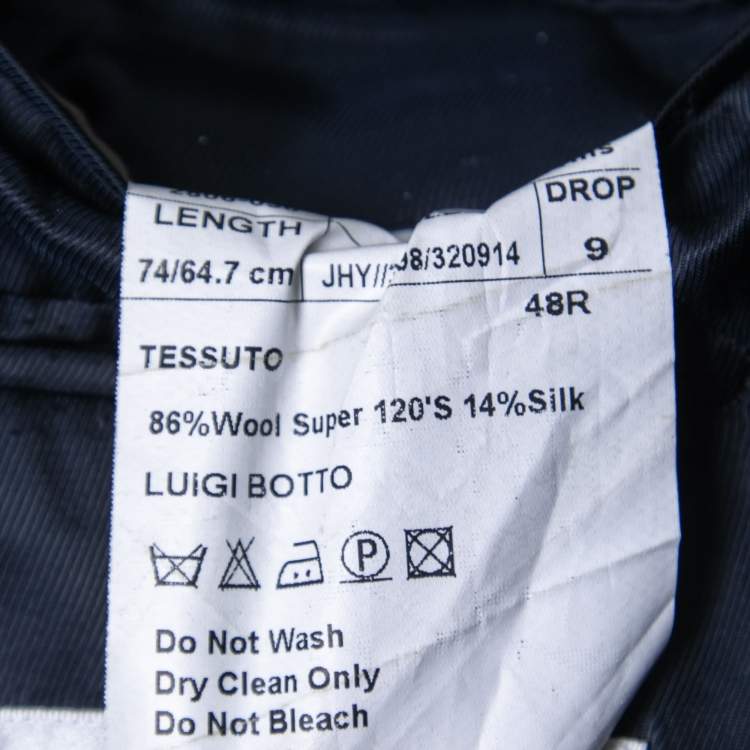 LENGTH
DROP
74/64.7 cm
JHY//
98/320914
9
48R
TESSUTO
86%Wool Super 120'S 14%Silk
LUIGI BOTTO
P
Do Not Wash
Dry Clean Only
Do Not Bleach